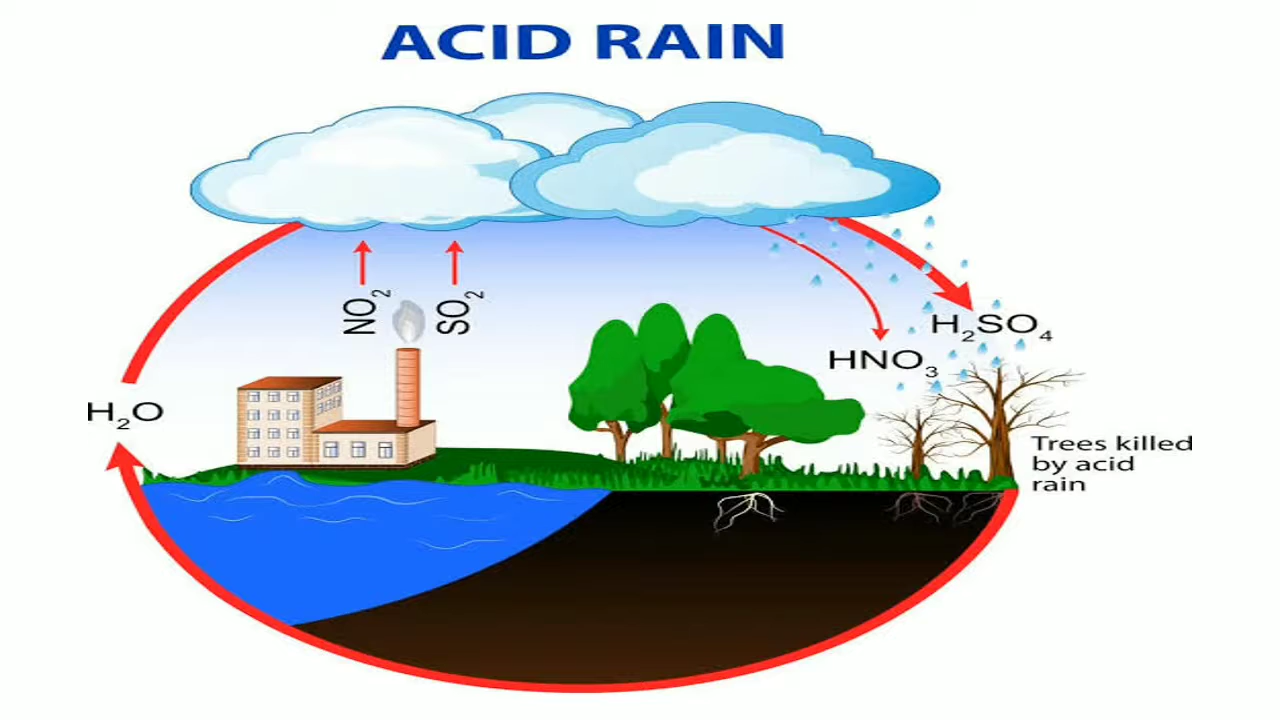 ACID RAIN
NO₂
SO₂
H₂SO₄
HNO₃
H₂O
Trees killed
by acid
rain